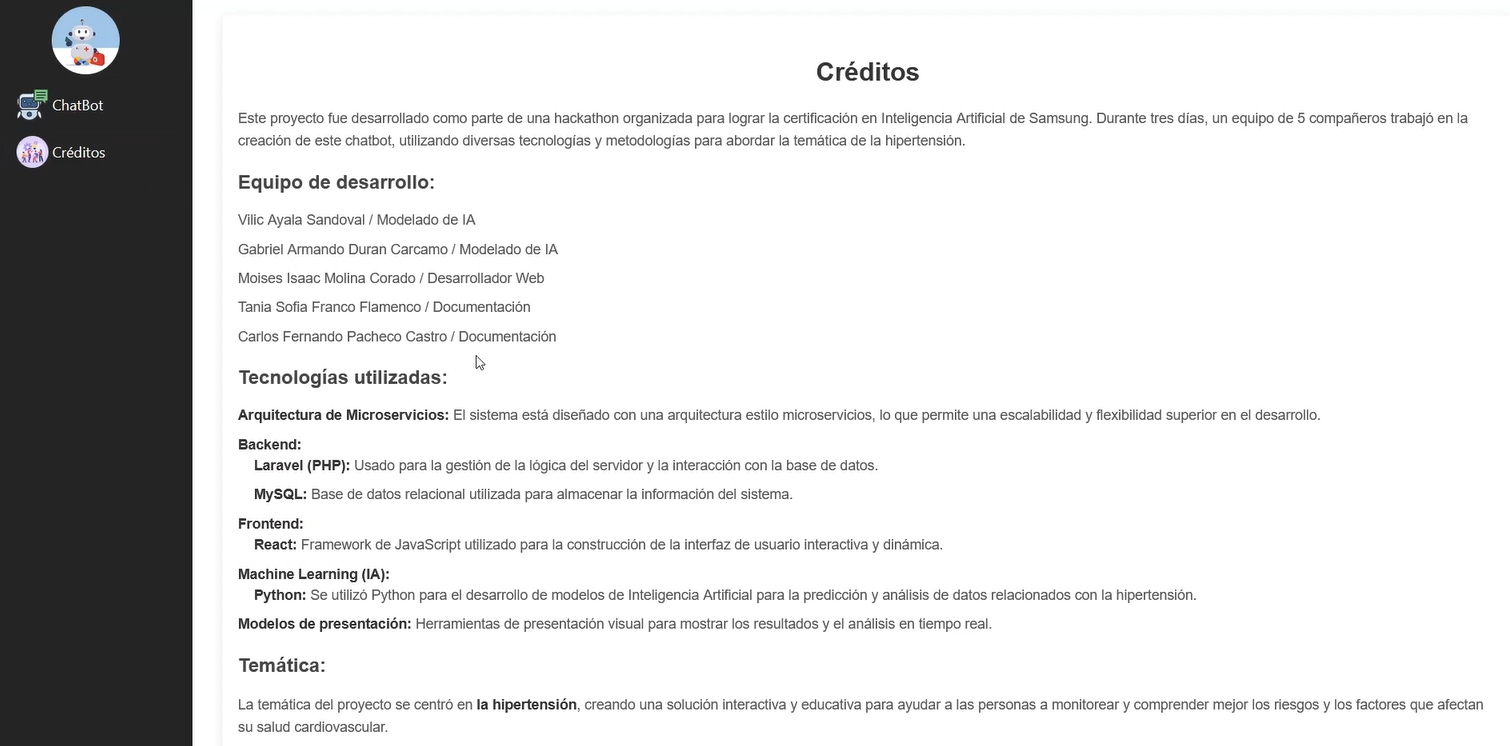 ChatBot
Créditos
Créditos
Este proyecto fue desarrollado como parte de una hackathon organizada para lograr la certificación en Inteligencia Artificial de Samsung. Durante tres días, un equipo de 5 compañeros trabajó en la
creación de este chatbot, utilizando diversas tecnologías y metodologías para abordar la temática de la hipertensión.
Equipo de desarrollo:
Vilic Ayala Sandoval / Modelado de IA
Gabriel Armando Duran Carcamo / Modelado de IA
Moises Isaac Molina Corado / Desarrollador Web
Tania Sofia Franco Flamenco / Documentación
Carlos Fernando Pacheco Castro / Documentación
Tecnologías utilizadas:
Arquitectura de Microservicios: El sistema está diseñado con una arquitectura estilo microservicios, lo que permite una escalabilidad y flexibilidad superior en el desarrollo.
Backend:
Laravel (PHP): Usado para la gestión de la lógica del servidor y la interacción con la base de datos.
MySQL: Base de datos relacional utilizada para almacenar la información del sistema.
Frontend:
React: Framework de JavaScript utilizado para la construcción de la interfaz de usuario interactiva y dinámica.
Machine Learning (IA):
Python: Se utilizó Python para el desarrollo de modelos de Inteligencia Artificial para la predicción y análisis de datos relacionados con la hipertensión.
Modelos de presentación: Herramientas de presentación visual para mostrar los resultados y el análisis en tiempo real.
Temática:
La temática del proyecto se centró en la hipertensión, creando una solución interactiva y educativa para ayudar a las personas a monitorear y comprender mejor los riesgos y los factores que afectan
su salud cardiovascular.